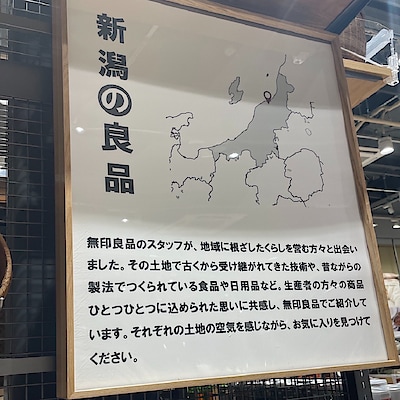 新潟の良品
無印良品のスタッフが、地域に根ざしたくらしを営む方々と出会い
ました。その土地で古くから受け継がれてきた技術や、昔ながらの
製法でつくられている食品や日用品など。生産者の方々の商品
ひとつひとつに込められた思いに共感し、無印良品でご紹介して
います。それぞれの土地の空気を感じながら、お気に入りを見つけて
ください。